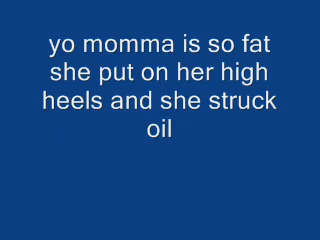 yo momma is so fat
she put on her high
heels and she struck
oil